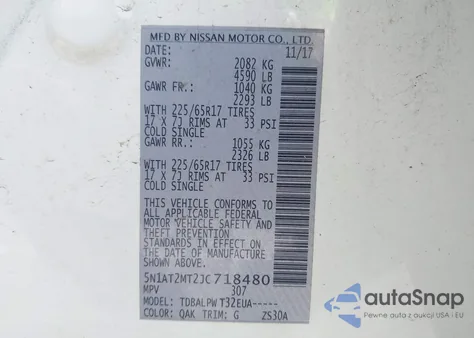 MFD BY NISSAN MOTOR CO., LTD.
DATE: 11/17
GVWR: 2082 KG
4590 LB
GAWR FR.: 1040 KG
2293 LB
WITH 225/65R17 TIRES
17 X 7J RIMS AT 33 PSI
COLD SINGLE
GAWR RR.: 1055 KG
2326 LB
WITH 225/65R17 TIRES
17 X 7J RIMS AT 33 PSI
COLD SINGLE
THIS VEHICLE CONFORMS TO
ALL APPLICABLE FEDERAL
MOTOR VEHICLE SAFETY
AND THEFT PREVENTION
STANDARDS IN EFFECT ON
THE DATE OF MANUFACTURE
SHOWN ABOVE.
5N1AT2MT2JC718480
MPV 307
MODEL: TDBALPWT32EUA-----
COLOR: QAK TRIM: G ZS30A
autoSnap
Pewne auta z aukcji USA i EU